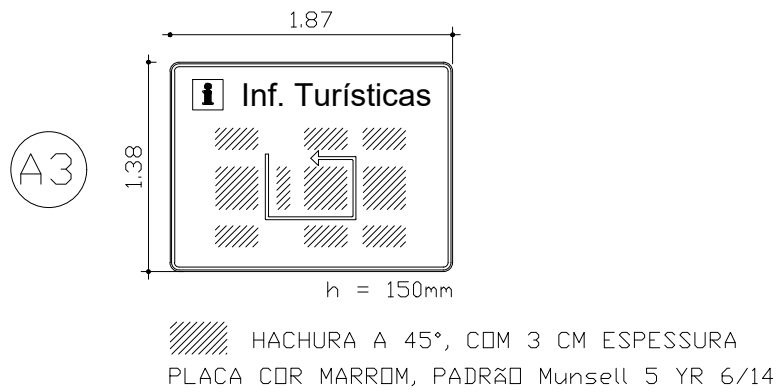 1.87
i Inf. Turísticas
A3
1.38
h = 150mm
HACHURA A 45°, COM 3 CM ESPESSURA
PLACA COR MARROM, PADRÃO Munsell 5 YR 6/14